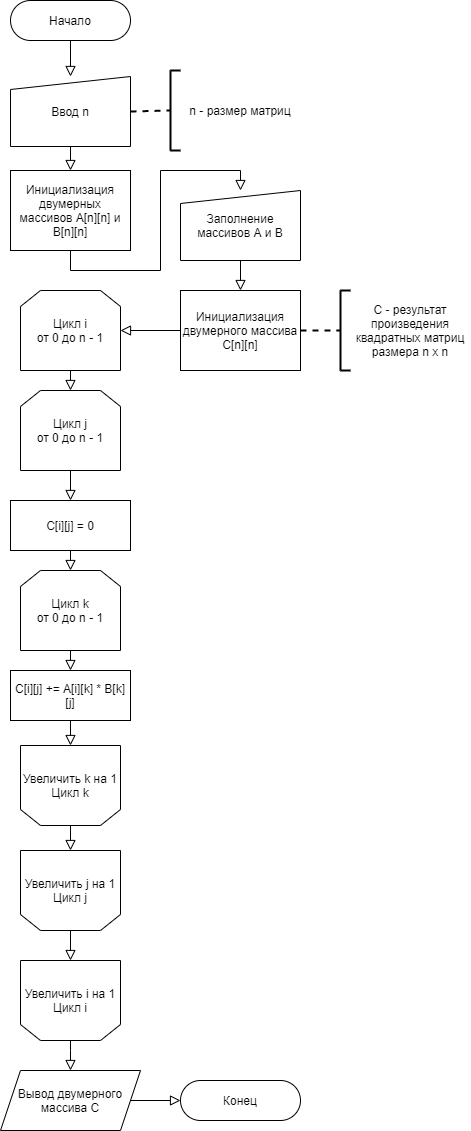 Начало
Ввод n
n - размер матриц
Инициализация
двумерных
массивов A[n][n] и
B[n][n]
Заполнение
массивов A и B
Инициализация
двумерного массива
C[n][n]
C - результат
произведения
квадратных матриц
размера n x n
Цикл i
от 0 до n - 1
Цикл j
от 0 до n - 1
C[i][j] = 0
Цикл k
от 0 до n - 1
C[i][j] += A[i][k] * B[k]
[j]
Увеличить k на 1
Цикл k
Увеличить j на 1
Цикл j
Увеличить i на 1
Цикл i
Вывод двумерного
массива C
Конец